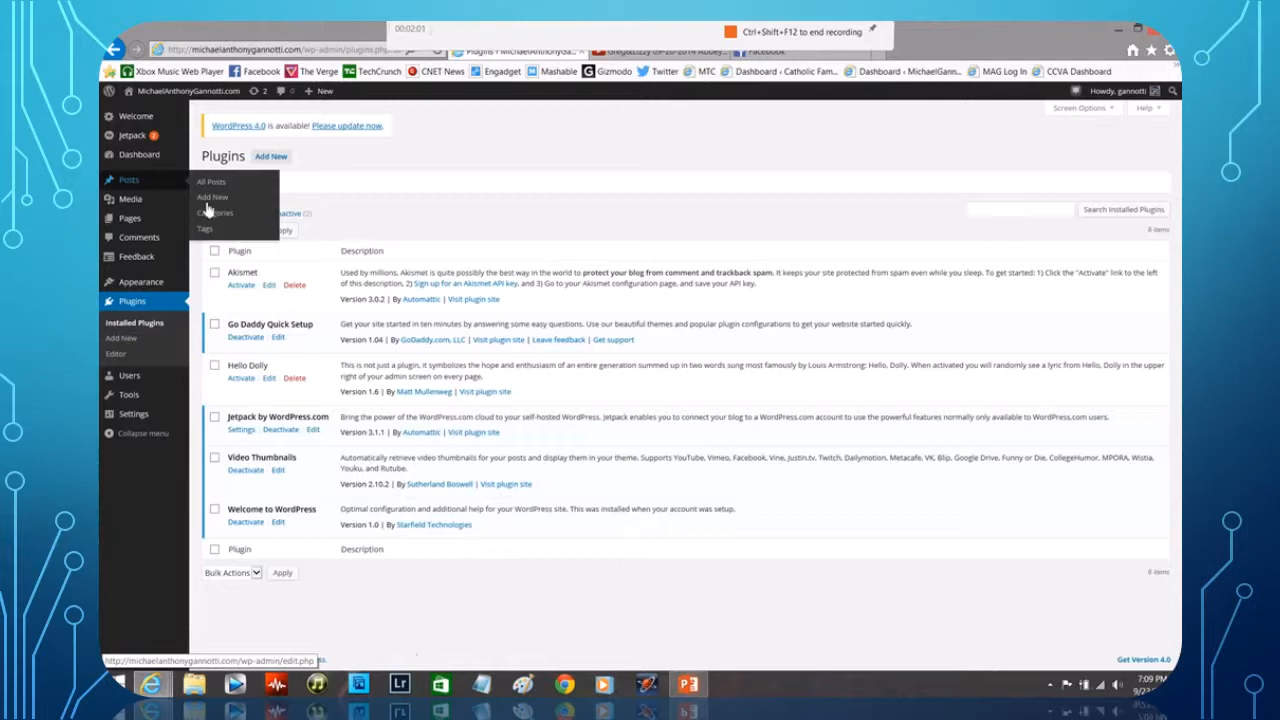 00:02:01
Ctrl+Shift+F12 to end recording
http://michaelanthonygannotti.com/wp-admin/plugins.php
Plugins ‹ MichaelAnthonyGa...
Facebook
Xbox Music Web Player Facebook The Verge TechCrunch CNET News Engadget Mashable Gizmodo Twitter MTC Dashboard ‹ Catholic Fam... Dashboard ‹ MichaelGann... MAG Log In CCVA Dashboard
MichaelAnthonyGannotti.com 2 0 + New Howdy, gannotti
Screen Options Help
Welcome
Jetpack 2
Dashboard
Posts
Media
Pages
Comments
Feedback
Appearance
Plugins
Installed Plugins
Add New
Editor
Users
Tools
Settings
Collapse menu
All Posts
Add New
Categories
Tags
WordPress 4.0 is available! Please update now.
Plugins Add New
Inactive (2)
Search Installed Plugins
Apply
6 items
Plugin Description
Akismet
Activate Edit Delete
Used by millions, Akismet is quite possibly the best way in the world to protect your blog from comment and trackback spam. It keeps your site protected from spam even while you sleep. To get started: 1) Click the "Activate" link to the left
of this description, 2) Sign up for an Akismet API key, and 3) Go to your Akismet configuration page, and save your API key.
Version 3.0.2 | By Automattic | Visit plugin site
Go Daddy Quick Setup
Deactivate Edit
Get your site started in ten minutes by answering some easy questions. Use our beautiful themes and popular plugin configurations to get your website started quickly.
Version 1.04 | By GoDaddy.com, LLC | Visit plugin site | Leave feedback | Get support
Hello Dolly
Activate Edit Delete
This is not just a plugin, it symbolizes the hope and enthusiasm of an entire generation summed up in two words sung most famously by Louis Armstrong: Hello, Dolly. When activated you will randomly see a lyric from Hello, Dolly in the upper
right of your admin screen on every page.
Version 1.6 | By Matt Mullenweg | Visit plugin site
Jetpack by WordPress.com
Settings Deactivate Edit
Bring the power of the WordPress.com cloud to your self-hosted WordPress. Jetpack enables you to connect your blog to a WordPress.com account to use the powerful features normally only available to WordPress.com users.
Version 3.1.1 | By Automattic | Visit plugin site
Video Thumbnails
Deactivate Edit
Automatically retrieve video thumbnails for your posts and display them in your theme. Supports YouTube, Vimeo, Facebook, Vine, Justin.tv, Twitch, Dailymotion, Metacafe, VK, Blip, Google Drive, Funny or Die, CollegeHumor, MPORA, Wistia,
Youku, and Rutube.
Version 2.10.2 | By Sutherland Boswell | Visit plugin site
Welcome to WordPress
Deactivate Edit
Optimal configuration and additional help for your WordPress site. This was installed when your account was setup.
Version 1.0 | By Starfield Technologies
Plugin Description
Bulk Actions Apply
6 items
http://michaelanthonygannotti.com/wp-admin/edit.php
Get Version 4.0
Lr
7:09 PM